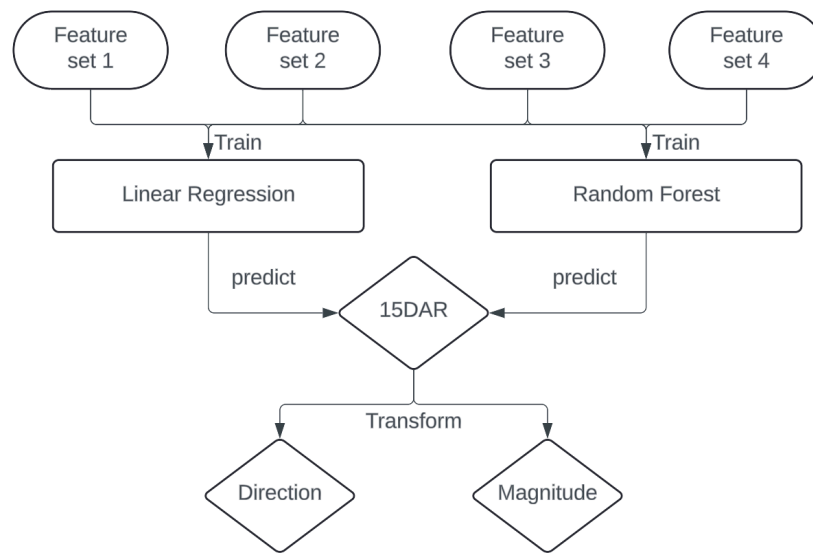 Feature
set 1
Feature
set 2
Feature
set 3
Feature
set 4
Train
Train
Linear Regression
Random Forest
predict
predict
15DAR
Transform
Direction
Magnitude